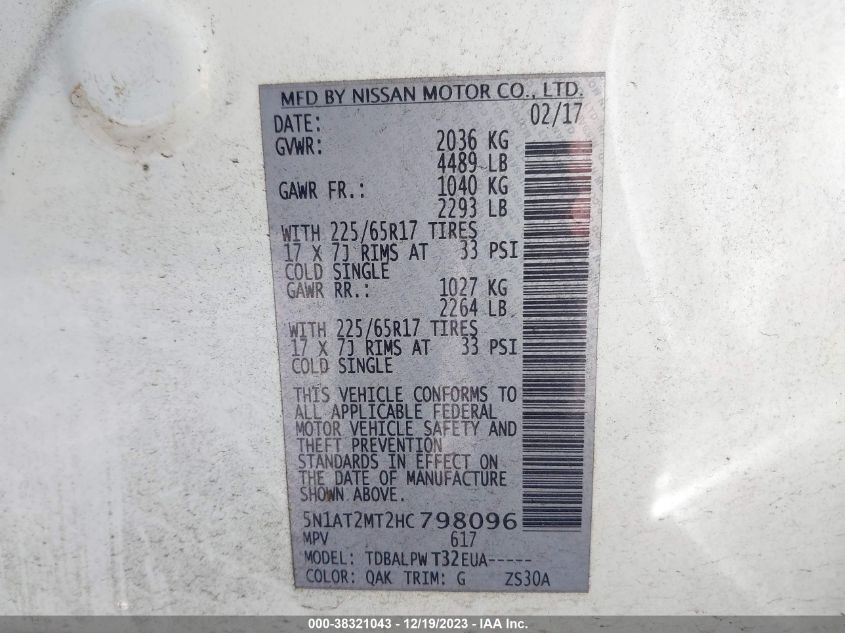 MFD BY NISSAN MOTOR CO., LTD.
DATE: 02/17
GVWR: 2036 KG
4489 LB
GAWR FR.: 1040 KG
2293 LB
WITH 225/65R17 TIRES
17 X 7J RIMS AT 33 PSI
COLD SINGLE
GAWR RR.: 1027 KG
2264 LB
WITH 225/65R17 TIRES
17 X 7J RIMS AT 33 PSI
COLD SINGLE
THIS VEHICLE CONFORMS TO
ALL APPLICABLE FEDERAL
MOTOR VEHICLE SAFETY AND
THEFT PREVENTION
STANDARDS IN EFFECT ON
THE DATE OF MANUFACTURE
SHOWN ABOVE.
5N1AT2MT2HC798096
MPV 617
MODEL: TDBALPWT32EUA-----
COLOR: QAK TRIM: G ZS30A
000-38321043 - 12/19/2023 - IAA Inc.